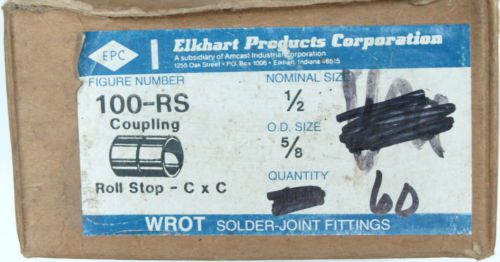 EPC
Elkhart Products Corporation
A subsidiary of Amcast Industrial Corporation
1255 Oak Street • P.O. Box 1008 • Elkhart, Indiana 46515
FIGURE NUMBER
100-RS
Coupling
Roll Stop - C x C
NOMINAL SIZE
1/2
O.D. SIZE
5/8
QUANTITY
60
WROT SOLDER-JOINT FITTINGS